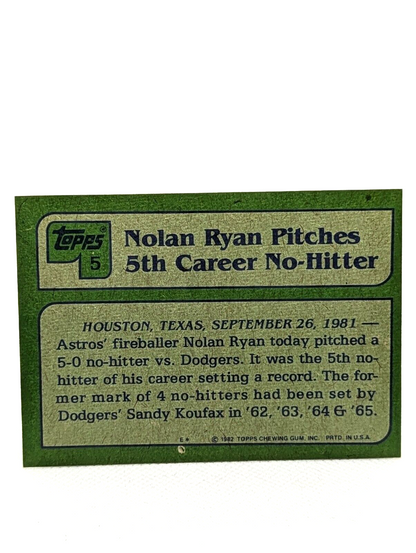 TOPPS
5
Nolan Ryan Pitches
5th Career No-Hitter
HOUSTON, TEXAS, SEPTEMBER 26, 1981 —
Astros' fireballer Nolan Ryan today pitched a
5-0 no-hitter vs. Dodgers. It was the 5th no-
hitter of his career setting a record. The for-
mer mark of 4 no-hitters had been set by
Dodgers' Sandy Koufax in '62, '63, '64 & '65.
E* © 1982 TOPPS CHEWING GUM, INC. PRTD. IN U.S.A.